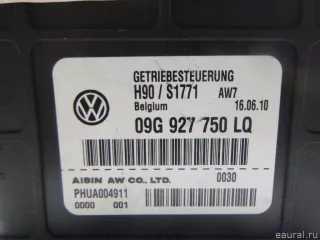 GETRIEBESTEUERUNG
H90 / S1771 AW7
Belgium 16.06.10
09G 927 750 LQ
AISIN AW CO., LTD. 0030
PHUA004911
0000 001
eaural.ru